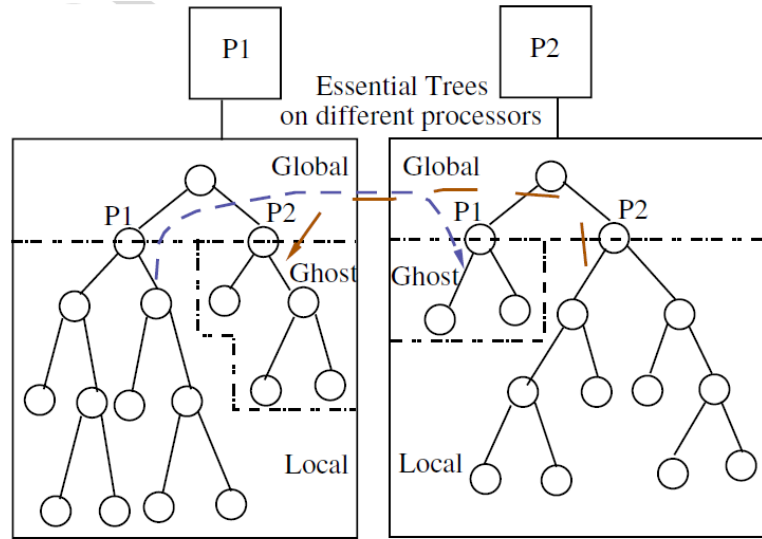 P1
P2
Essential Trees
on different processors
Global
Global
P1
P2
P1
P2
Ghost
Ghost
Local
Local